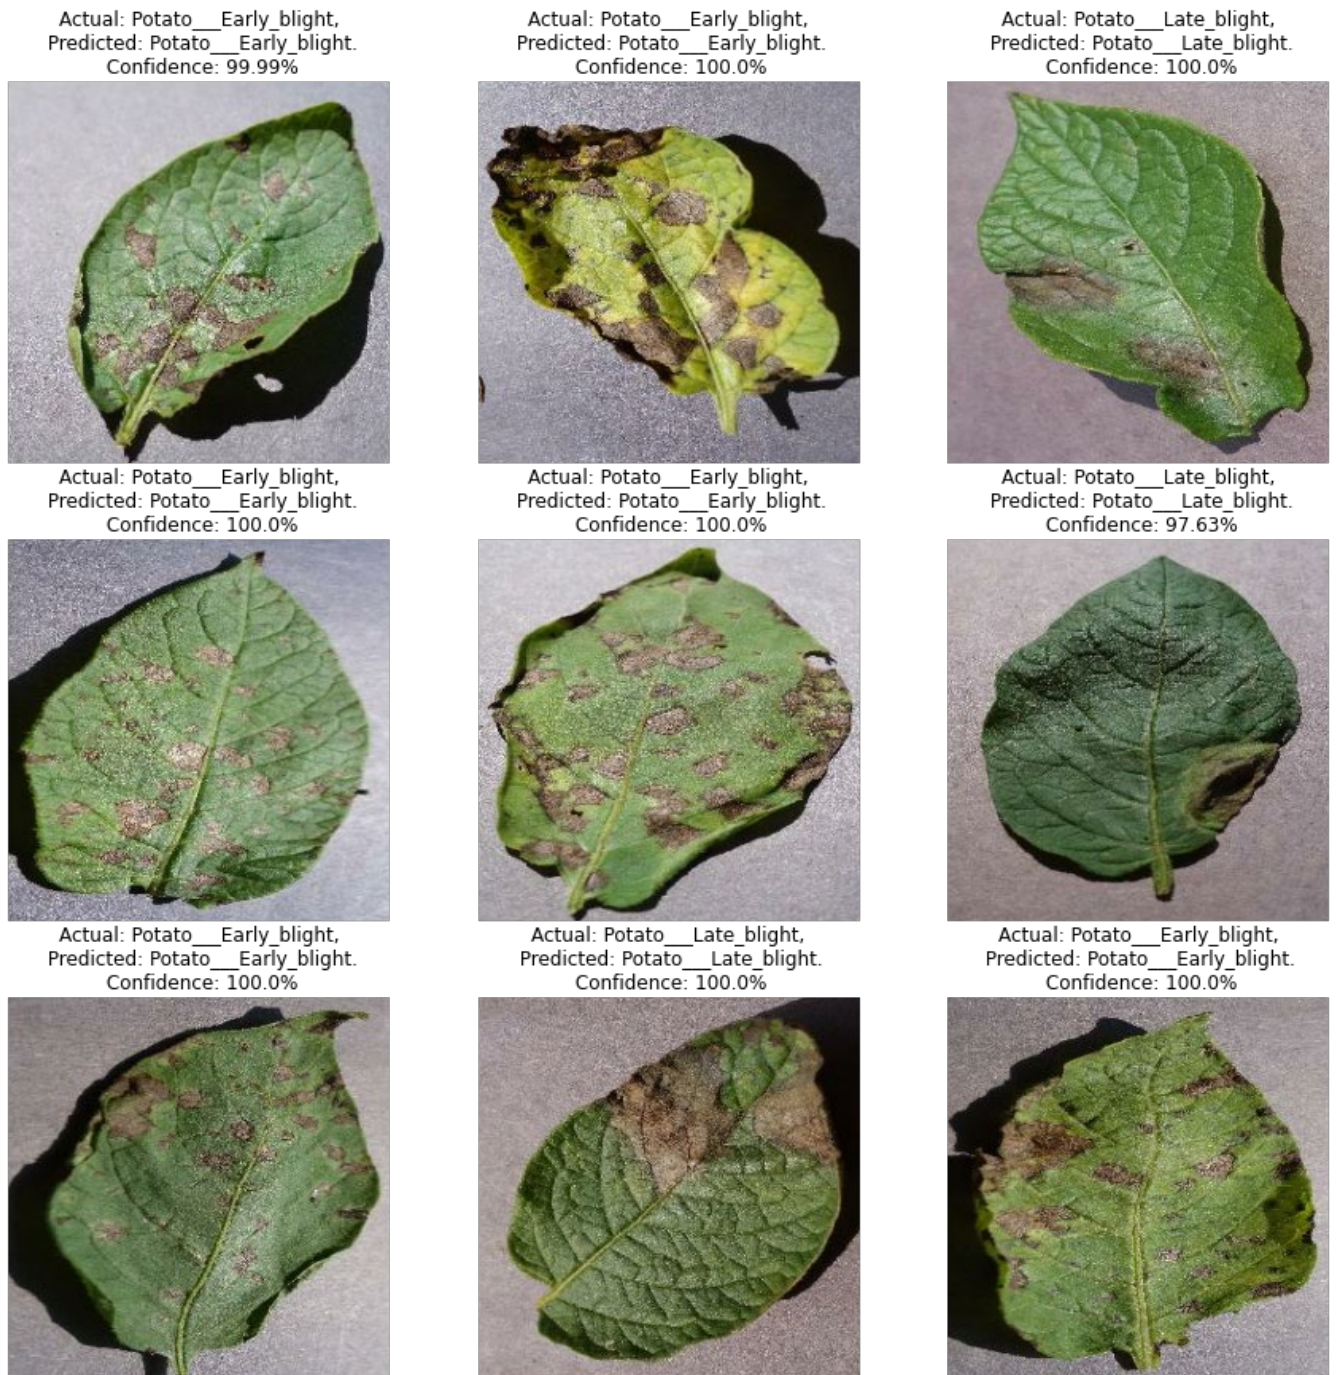 Actual: Potato___Early_blight,
Predicted: Potato___Early_blight.
Confidence: 99.99%
Actual: Potato___Early_blight,
Predicted: Potato___Early_blight.
Confidence: 100.0%
Actual: Potato___Late_blight,
Predicted: Potato___Late_blight.
Confidence: 100.0%
Actual: Potato___Early_blight,
Predicted: Potato___Early_blight.
Confidence: 100.0%
Actual: Potato___Early_blight,
Predicted: Potato___Early_blight.
Confidence: 100.0%
Actual: Potato___Late_blight,
Predicted: Potato___Late_blight.
Confidence: 97.63%
Actual: Potato___Early_blight,
Predicted: Potato___Early_blight.
Confidence: 100.0%
Actual: Potato___Late_blight,
Predicted: Potato___Late_blight.
Confidence: 100.0%
Actual: Potato___Early_blight,
Predicted: Potato___Early_blight.
Confidence: 100.0%